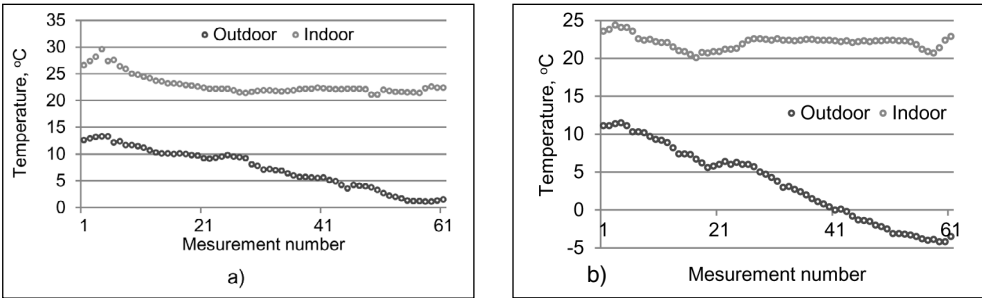 35
30
25
20
15
10
5
0
Temperature, °C
Outdoor Indoor
1 21 41 61
Mesurement number
a)
25
20
15
10
5
0
-5
Temperature, °C
Outdoor Indoor
1 21 41 61
Mesurement number
b)